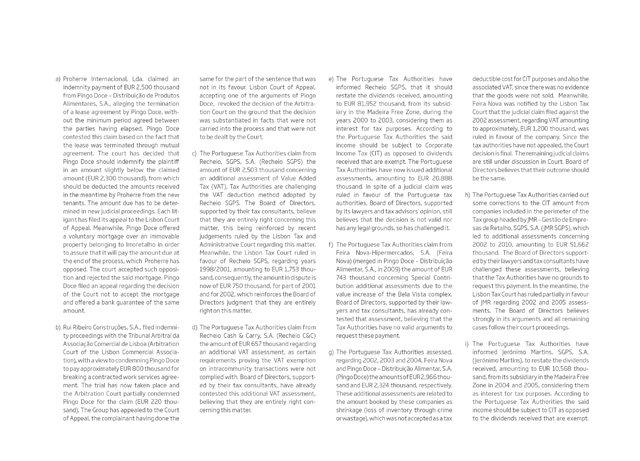 a) Proherre Internacional, Lda. claimed an
indemnity payment of EUR 2,500 thousand
from Pingo Doce – Distribuição de Produtos
Alimentares, S.A., alleging the termination
of a lease agreement by Pingo Doce, with-
out the minimum period agreed between
the parties having elapsed. Pingo Doce
contested this claim based on the fact that
the lease was terminated through mutual
agreement. The court has decided that
Pingo Doce should indemnify the plaintiff
in an amount slightly below the claimed
amount (EUR 2,300 thousand), from which
should be deducted the amounts received
in the meantime by Proherre from the new
tenants. The amount due has to be deter-
mined in new judicial proceedings. Each lit-
igant has filed its appeal to the Lisbon Court
of Appeal. Meanwhile, Pingo Doce offered
a voluntary mortgage over an immovable
property belonging to Imoretalho in order
to assure that it will pay the amount due at
the end of the process, which Proherre has
opposed. The court accepted such opposi-
tion and rejected the said mortgage. Pingo
Doce filed an appeal regarding the decision
of the Court not to accept the mortgage
and offered a bank guarantee of the same
amount.
b) Rui Ribeiro Construções, S.A., filed indemni-
ty proceedings with the Tribunal Arbitral da
Associação Comercial de Lisboa (Arbitration
Court of the Lisbon Commercial Associa-
tion), with a view to condemning Pingo Doce
to pay approximately EUR 800 thousand for
breaking a contracted work services agree-
ment. The trial has now taken place and
the Arbitration Court partially condemned
Pingo Doce for the claim (EUR 220 thou-
sand). The Group has appealed to the Court
of Appeal, the complainant having done the
same for the part of the sentence that was
not in its favour. Lisbon Court of Appeal,
accepting one of the arguments of Pingo
Doce, revoked the decision of the Arbitra-
tion Court on the ground that the decision
was substantiated in facts that were not
carried into the process and that were not
to be dealt by the Court.
c) The Portuguese Tax Authorities claim from
Recheio, SGPS, S.A. (Recheio SGPS) the
amount of EUR 2,503 thousand concerning
an additional assessment of Value Added
Tax (VAT). Tax Authorities are challenging
the VAT deduction method adopted by
Recheio SGPS. The Board of Directors,
supported by their tax consultants, believe
that they are entirely right concerning this
matter, this being reinforced by recent
judgements ruled by the Lisbon Tax and
Administrative Court regarding this matter.
Meanwhile, the Lisbon Tax Court ruled in
favour of Recheio SGPS, regarding years
1998/2001, amounting to EUR 1,753 thou-
sand, consequently, the amount in dispute is
now of EUR 750 thousand, for part of 2001
and for 2002, which reinforces the Board of
Directors judgment that they are entirely
right on this matter.
d) The Portuguese Tax Authorities claim from
Recheio Cash & Carry, S.A. (Recheio C&C)
the amount of EUR 657 thousand regarding
an additional VAT assessment, as certain
requirements proving the VAT exemption
on intracommunity transactions were not
complied with. Board of Directors, support-
ed by their tax consultants, have already
contested this additional VAT assessment,
believing that they are entirely right con-
cerning this matter.
e) The Portuguese Tax Authorities have
informed Recheio SGPS, that it should
restate the dividends received, amounting
to EUR 81,952 thousand, from its subsid-
iary in the Madeira Free Zone, during the
years 2000 to 2003, considering them as
interest for tax purposes. According to
the Portuguese Tax Authorities the said
income should be subject to Corporate
Income Tax (CIT) as opposed to dividends
received that are exempt. The Portuguese
Tax Authorities have now issued additional
assessments, amounting to EUR 20,888
thousand. In spite of a judicial claim was
ruled in favour of the Portuguese tax
authorities, Board of Directors, supported
by its lawyers and tax advisors' opinion, still
believes that the decision is not valid nor
has any legal grounds, so has challenged it.
f) The Portuguese Tax Authorities claim from
Feira Nova-Hipermercados, S.A. (Feira
Nova) (merged in Pingo Doce – Distribuição
Alimentar, S.A., in 2009) the amount of EUR
743 thousand concerning Special Contri-
bution additional assessments due to the
value increase of the Bela Vista complex.
Board of Directors, supported by their law-
yers and tax consultants, has already con-
tested that assessment, believing that the
Tax Authorities have no valid arguments to
request these payment.
g) The Portuguese Tax Authorities assessed,
regarding 2002, 2003 and 2004, Feira Nova
and Pingo Doce – Distribuição Alimentar, S.A.
(Pingo Doce) the amounts of EUR 2,966 thou-
sand and EUR 2,324 thousand, respectively.
These additional assessments are related to
the amount booked by these companies as
shrinkage (loss of inventory through crime
or wastage), which was not accepted as a tax
deductible cost for CIT purposes and also the
associated VAT, since there was no evidence
that the goods were not sold. Meanwhile,
Feira Nova was notified by the Lisbon Tax
Court that the judicial claim filed against the
2002 assessment, regarding VAT amounting
to approximately, EUR 1,200 thousand, was
ruled in favour of the company. Since the
tax authorities have not appealed, the Court
decision is final. The remaining judicial claims
are still under discussion in Court. Board of
Directors believes that their outcome should
be the same.
h) The Portuguese Tax Authorities carried out
some corrections to the CIT amount from
companies included in the perimeter of the
Tax group headed by JMR – Gestão de Empre-
sas de Retalho, SGPS, S.A. (JMR SGPS), which
led to additional assessments concerning
2002 to 2010, amounting to EUR 51,662
thousand. The Board of Directors support-
ed by their lawyers and tax consultants have
challenged these assessments, believing
that the Tax Authorities have no grounds to
request this payment. In the meantime, the
Lisbon Tax Court has ruled partially in favour
of JMR regarding 2002 and 2005 assess-
ments. The Board of Directors believes
strongly in its arguments and all remaining
cases follow their court proceedings.
i) The Portuguese Tax Authorities have
informed Jerónimo Martins, SGPS, S.A.
(Jerónimo Martins), to restate the dividends
received, amounting to EUR 10,568 thou-
sand, from its subsidiary in the Madeira Free
Zone in 2004 and 2005, considering them
as interest for tax purposes. According to
the Portuguese Tax Authorities the said
income should be subject to CIT as opposed
to the dividends received that are exempt.